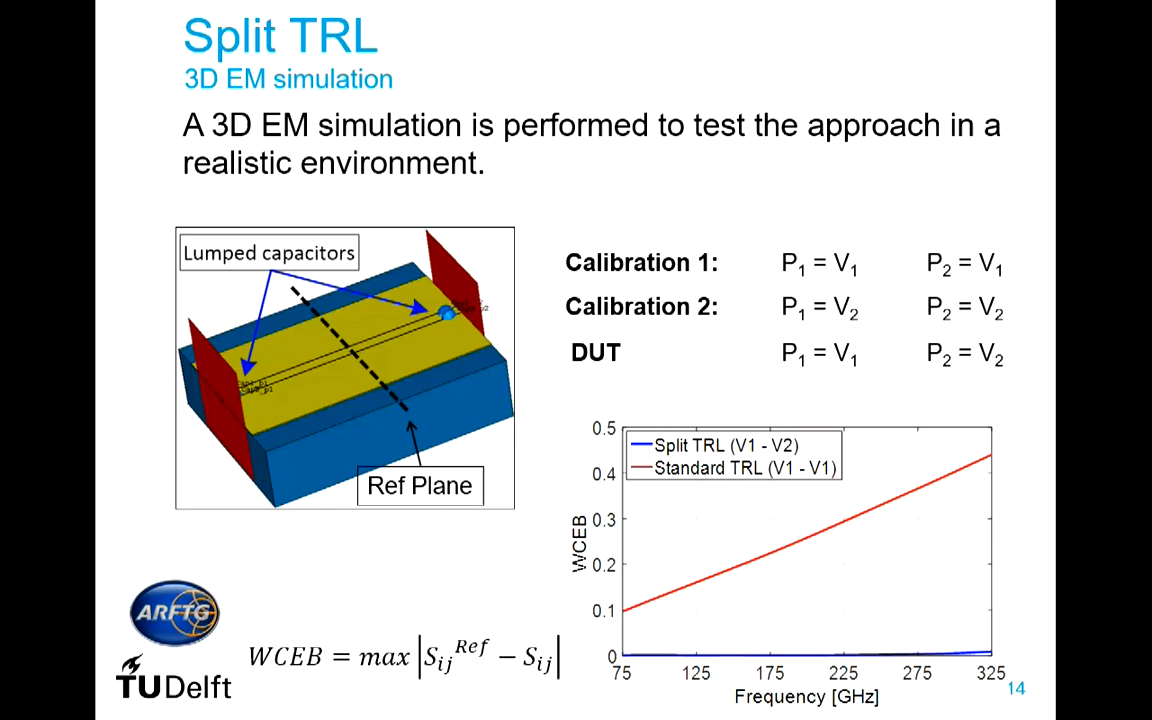 Split TRL
3D EM simulation
A 3D EM simulation is performed to test the approach in a
realistic environment.
Lumped capacitors
Ref Plane
Calibration 1: P₁ = V₁ P₂ = V₁
Calibration 2: P₁ = V₂ P₂ = V₂
DUT P₁ = V₁ P₂ = V₂
0.5
0.4
0.3
0.2
0.1
0
WCEB
Split TRL (V1 - V2)
Standard TRL (V1 - V1)
75 125 175 225 275 325
Frequency [GHz]
ARFTG
WCEB = max |Sᵢⱼᴿᵉᶠ − Sᵢⱼ|
TU Delft
14